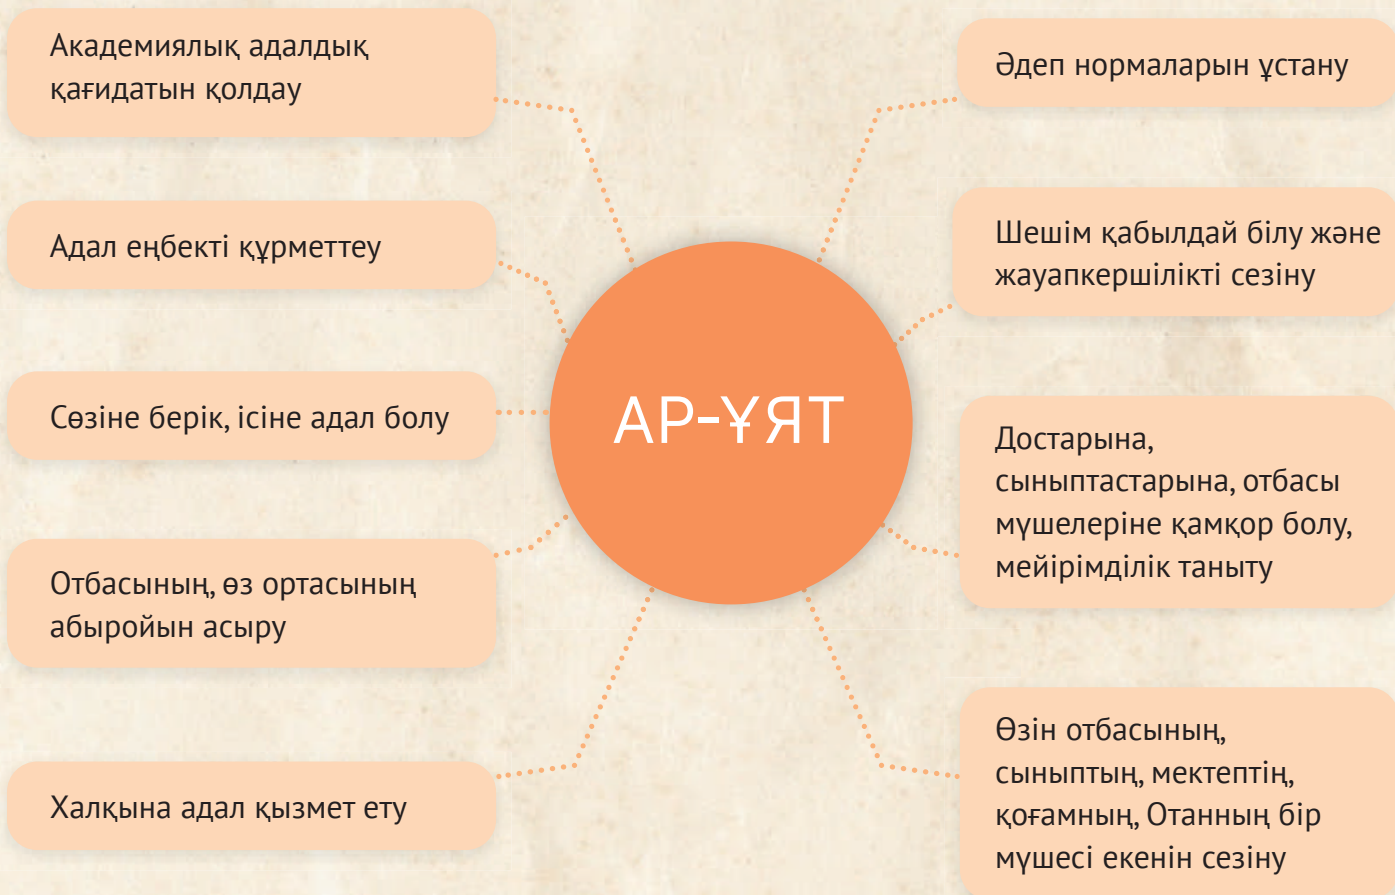 Академиялық адалдық
қағидатын қолдау
Адал еңбекті құрметтеу
Сөзіне берік, ісіне адал болу
Отбасының, өз ортасының
абыройын асыру
Халқына адал қызмет ету
АР-ҰЯТ
Әдеп нормаларын ұстану
Шешім қабылдай білу және
жауапкершілікті сезіну
Достарына,
сыныптастарына, отбасы
мүшелеріне қамқор болу,
мейірімділік таныту
Өзін отбасының,
сыныптың, мектептің,
қоғамның, Отанның бір
мүшесі екенін сезіну